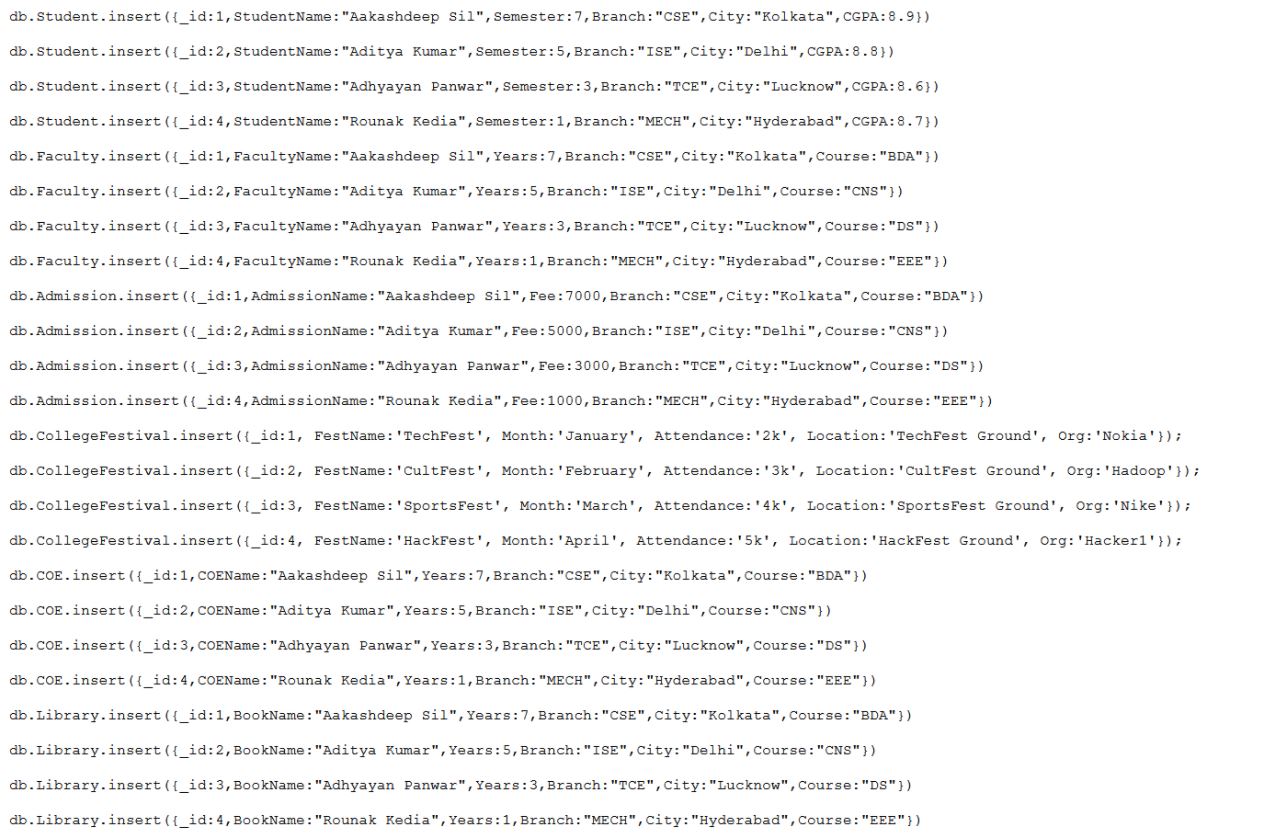 db.Student.insert({_id:1,StudentName:"Aakashdeep Sil",Semester:7,Branch:"CSE",City:"Kolkata",CGPA:8.9})
db.Student.insert({_id:2,StudentName:"Aditya Kumar",Semester:5,Branch:"ISE",City:"Delhi",CGPA:8.8})
db.Student.insert({_id:3,StudentName:"Adhyayan Panwar",Semester:3,Branch:"TCE",City:"Lucknow",CGPA:8.6})
db.Student.insert({_id:4,StudentName:"Rounak Kedia",Semester:1,Branch:"MECH",City:"Hyderabad",CGPA:8.7})
db.Faculty.insert({_id:1,FacultyName:"Aakashdeep Sil",Years:7,Branch:"CSE",City:"Kolkata",Course:"BDA"})
db.Faculty.insert({_id:2,FacultyName:"Aditya Kumar",Years:5,Branch:"ISE",City:"Delhi",Course:"CNS"})
db.Faculty.insert({_id:3,FacultyName:"Adhyayan Panwar",Years:3,Branch:"TCE",City:"Lucknow",Course:"DS"})
db.Faculty.insert({_id:4,FacultyName:"Rounak Kedia",Years:1,Branch:"MECH",City:"Hyderabad",Course:"EEE"})
db.Admission.insert({_id:1,AdmissionName:"Aakashdeep Sil",Fee:7000,Branch:"CSE",City:"Kolkata",Course:"BDA"})
db.Admission.insert({_id:2,AdmissionName:"Aditya Kumar",Fee:5000,Branch:"ISE",City:"Delhi",Course:"CNS"})
db.Admission.insert({_id:3,AdmissionName:"Adhyayan Panwar",Fee:3000,Branch:"TCE",City:"Lucknow",Course:"DS"})
db.Admission.insert({_id:4,AdmissionName:"Rounak Kedia",Fee:1000,Branch:"MECH",City:"Hyderabad",Course:"EEE"})
db.CollegeFestival.insert({_id:1, FestName:'TechFest', Month:'January', Attendance:'2k', Location:'TechFest Ground', Org:'Nokia'});
db.CollegeFestival.insert({_id:2, FestName:'CultFest', Month:'February', Attendance:'3k', Location:'CultFest Ground', Org:'Hadoop'});
db.CollegeFestival.insert({_id:3, FestName:'SportsFest', Month:'March', Attendance:'4k', Location:'SportsFest Ground', Org:'Nike'});
db.CollegeFestival.insert({_id:4, FestName:'HackFest', Month:'April', Attendance:'5k', Location:'HackFest Ground', Org:'Hacker1'});
db.COE.insert({_id:1,COEName:"Aakashdeep Sil",Years:7,Branch:"CSE",City:"Kolkata",Course:"BDA"})
db.COE.insert({_id:2,COEName:"Aditya Kumar",Years:5,Branch:"ISE",City:"Delhi",Course:"CNS"})
db.COE.insert({_id:3,COEName:"Adhyayan Panwar",Years:3,Branch:"TCE",City:"Lucknow",Course:"DS"})
db.COE.insert({_id:4,COEName:"Rounak Kedia",Years:1,Branch:"MECH",City:"Hyderabad",Course:"EEE"})
db.Library.insert({_id:1,BookName:"Aakashdeep Sil",Years:7,Branch:"CSE",City:"Kolkata",Course:"BDA"})
db.Library.insert({_id:2,BookName:"Aditya Kumar",Years:5,Branch:"ISE",City:"Delhi",Course:"CNS"})
db.Library.insert({_id:3,BookName:"Adhyayan Panwar",Years:3,Branch:"TCE",City:"Lucknow",Course:"DS"})
db.Library.insert({_id:4,BookName:"Rounak Kedia",Years:1,Branch:"MECH",City:"Hyderabad",Course:"EEE"})